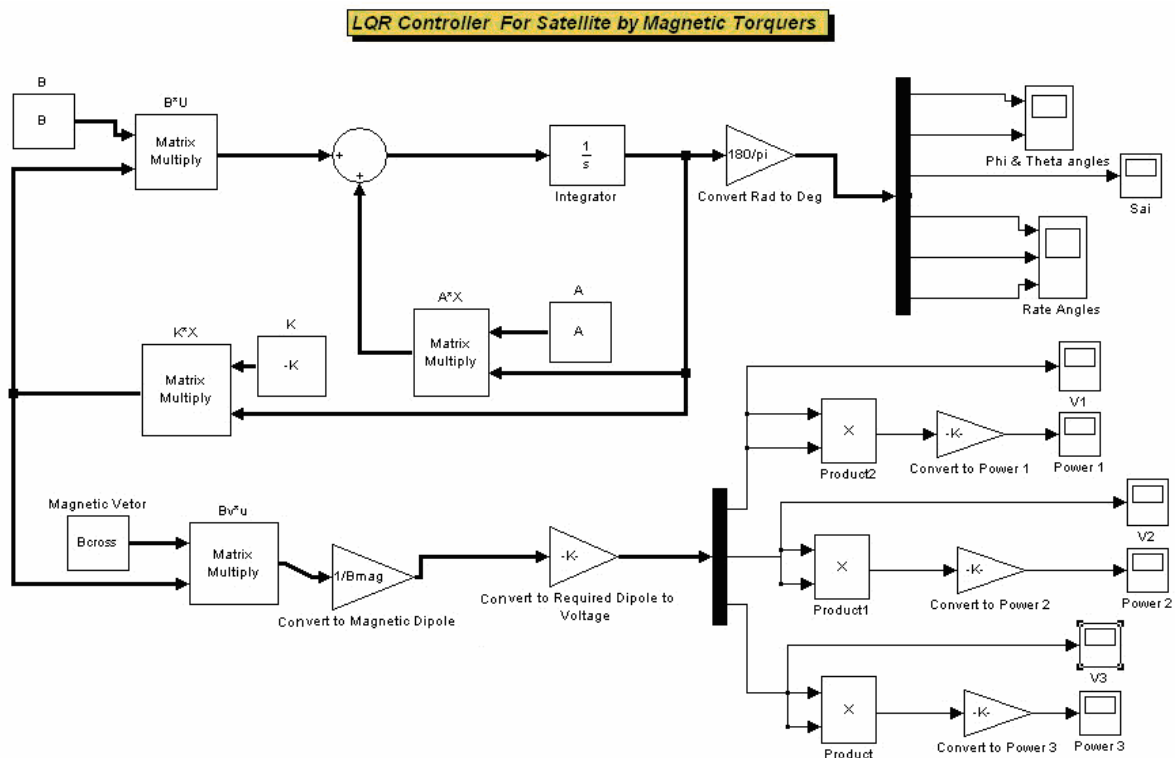 LQR Controller For Satellite by Magnetic Torquers
B
B
B*U
Matrix
Multiply
+
+
1
s
Integrator
180/pi
Convert Rad to Deg
Phi & Theta angles
Sai
Rate Angles
A*X
Matrix
Multiply
A
A
K*X
Matrix
Multiply
K
-K
V1
X
Product2
-K-
Convert to Power 1
Power 1
Magnetic Vetor
Bcross
Bv*u
Matrix
Multiply
1/Bmag
Convert to Magnetic Dipole
-K-
Convert to Required Dipole to
Voltage
V2
X
Product1
-K-
Convert to Power 2
Power 2
V3
X
Product
-K-
Convert to Power 3
Power 3